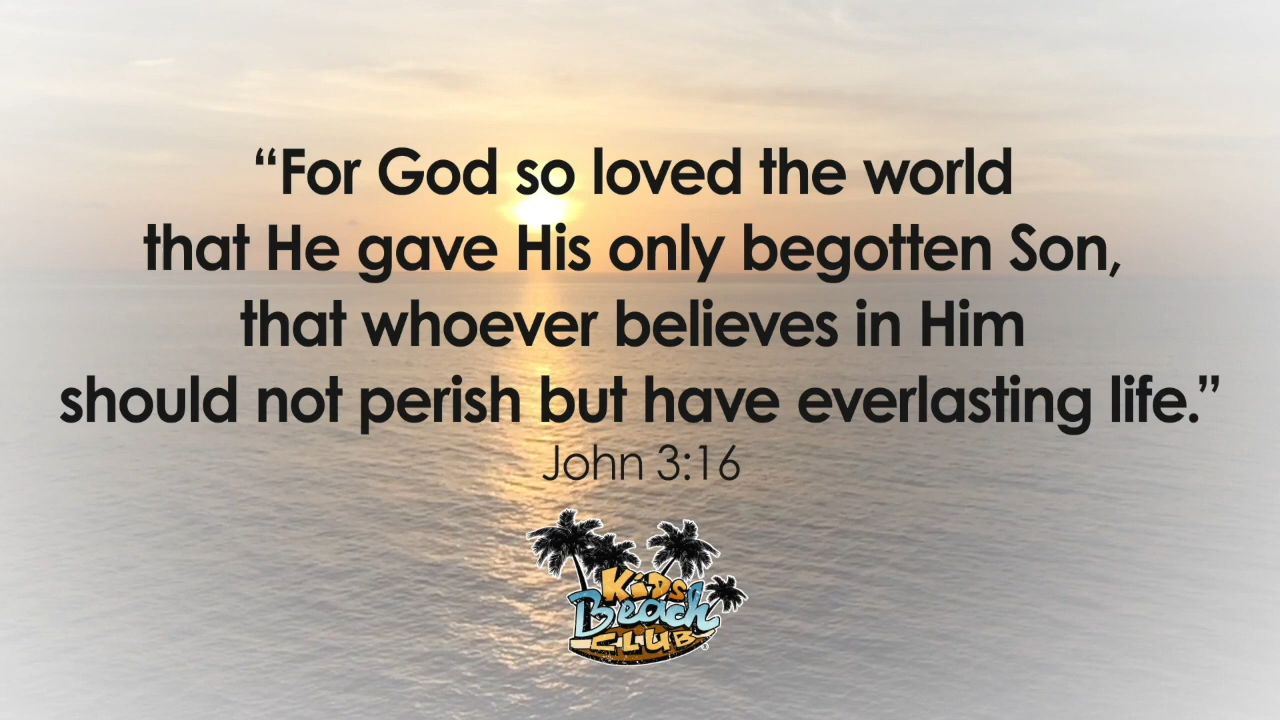 “For God so loved the world
that He gave His only begotten Son,
that whoever believes in Him
should not perish but have everlasting life.”
John 3:16
KiDS
Beach
CLUB
®